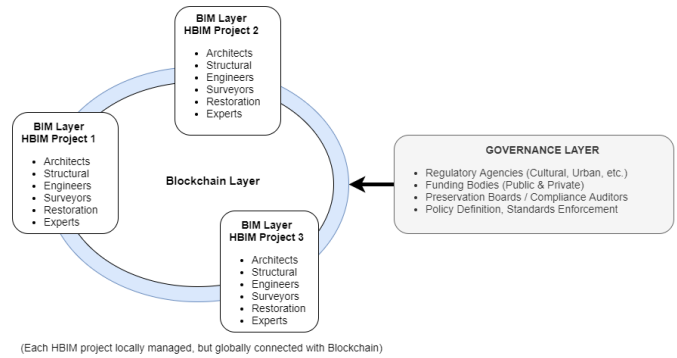 BIM Layer
HBIM Project 2
• Architects
• Structural
• Engineers
• Surveyors
• Restoration
• Experts
BIM Layer
HBIM Project 1
• Architects
• Structural
• Engineers
• Surveyors
• Restoration
• Experts
Blockchain Layer
GOVERNANCE LAYER
• Regulatory Agencies (Cultural, Urban, etc.)
• Funding Bodies (Public & Private)
• Preservation Boards / Compliance Auditors
• Policy Definition, Standards Enforcement
BIM Layer
HBIM Project 3
• Architects
• Structural
• Engineers
• Surveyors
• Restoration
• Experts
(Each HBIM project locally managed, but globally connected with Blockchain)